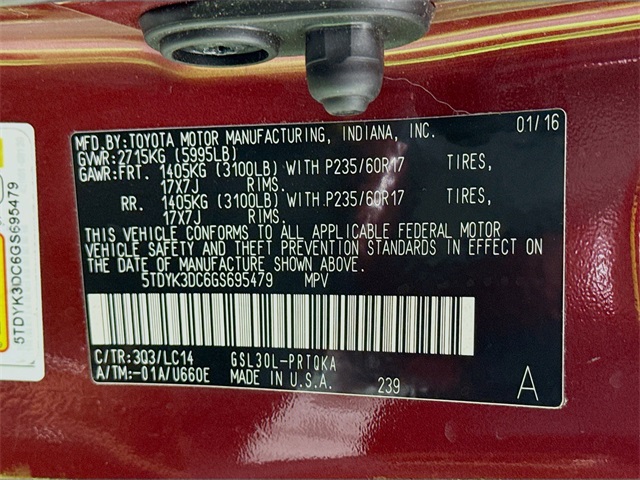 MFD.BY:TOYOTA MOTOR MANUFACTURING, INDIANA, INC. 01/16
GVWR:2715KG (5995LB)
GAWR:FRT. 1405KG (3100LB) WITH P235/60R17 TIRES,
17X7J RIMS.
RR. 1405KG (3100LB) WITH P235/60R17 TIRES,
17X7J RIMS.
THIS VEHICLE CONFORMS TO ALL APPLICABLE FEDERAL MOTOR
VEHICLE SAFETY AND THEFT PREVENTION STANDARDS IN EFFECT ON
THE DATE OF MANUFACTURE SHOWN ABOVE.
5TDYK3DC6GS695479 MPV
C/TR:3Q3/LC14 GSL30L-PRTQKA
A/TM:-01A/U660E MADE IN U.S.A. 239 A
5TDYK3DC6GS695479